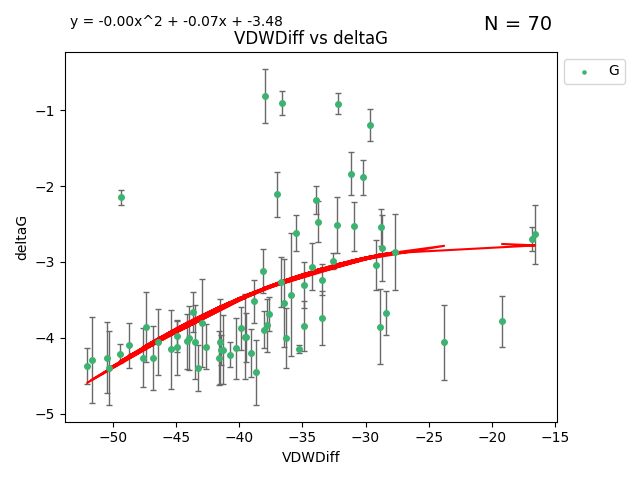 y = -0.00x^2 + -0.07x + -3.48
N = 70
VDWDiff vs deltaG
G
deltaG
−1
−2
−3
−4
−5
−50
−45
−40
−35
−30
−25
−20
−15
VDWDiff